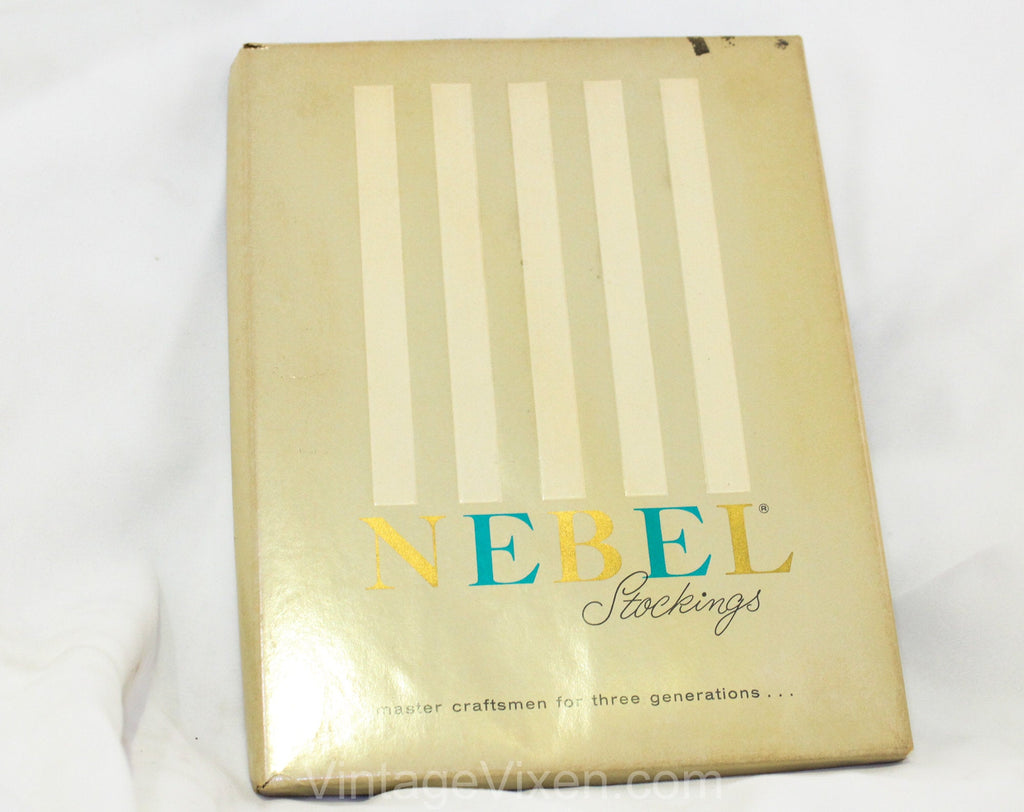 NEBEL®
Stockings
master craftsmen for three generations . . .
VintageVixen.com